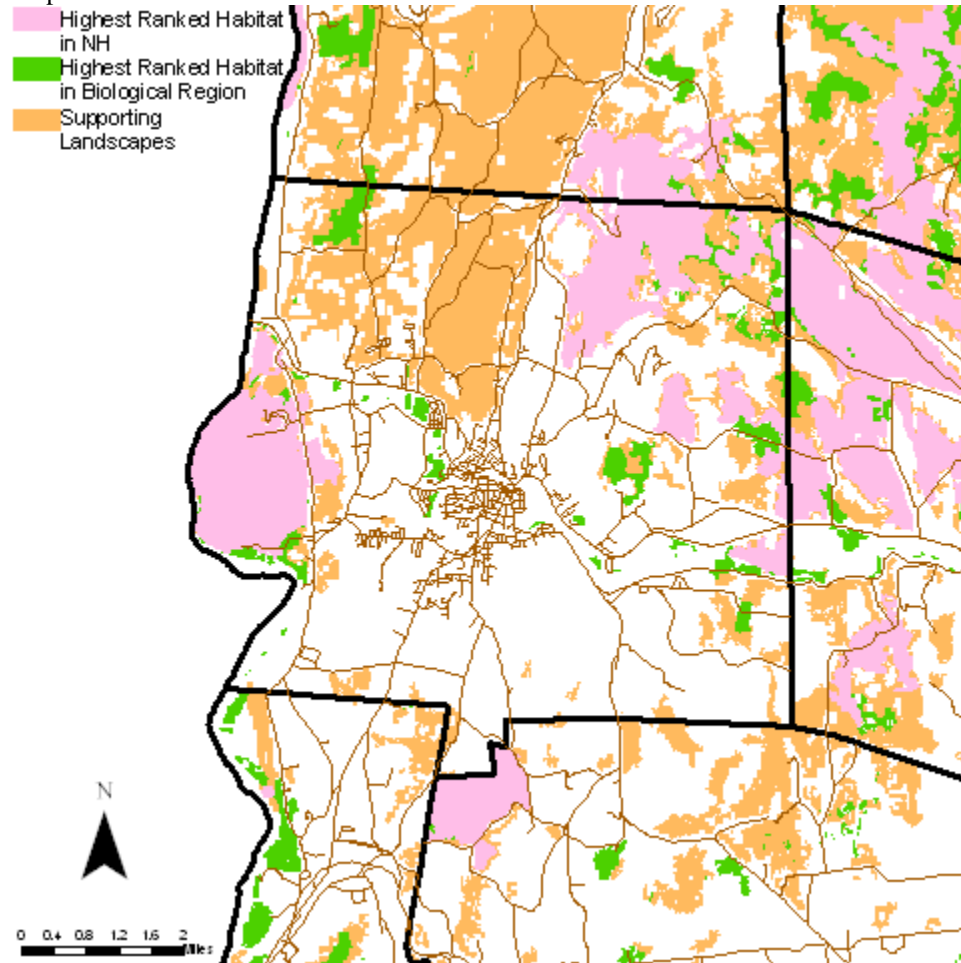 Highest Ranked Habitat
in NH
Highest Ranked Habitat
in Biological Region
Supporting
Landscapes
N
0 0.4 0.8 1.2 1.6 2
Miles